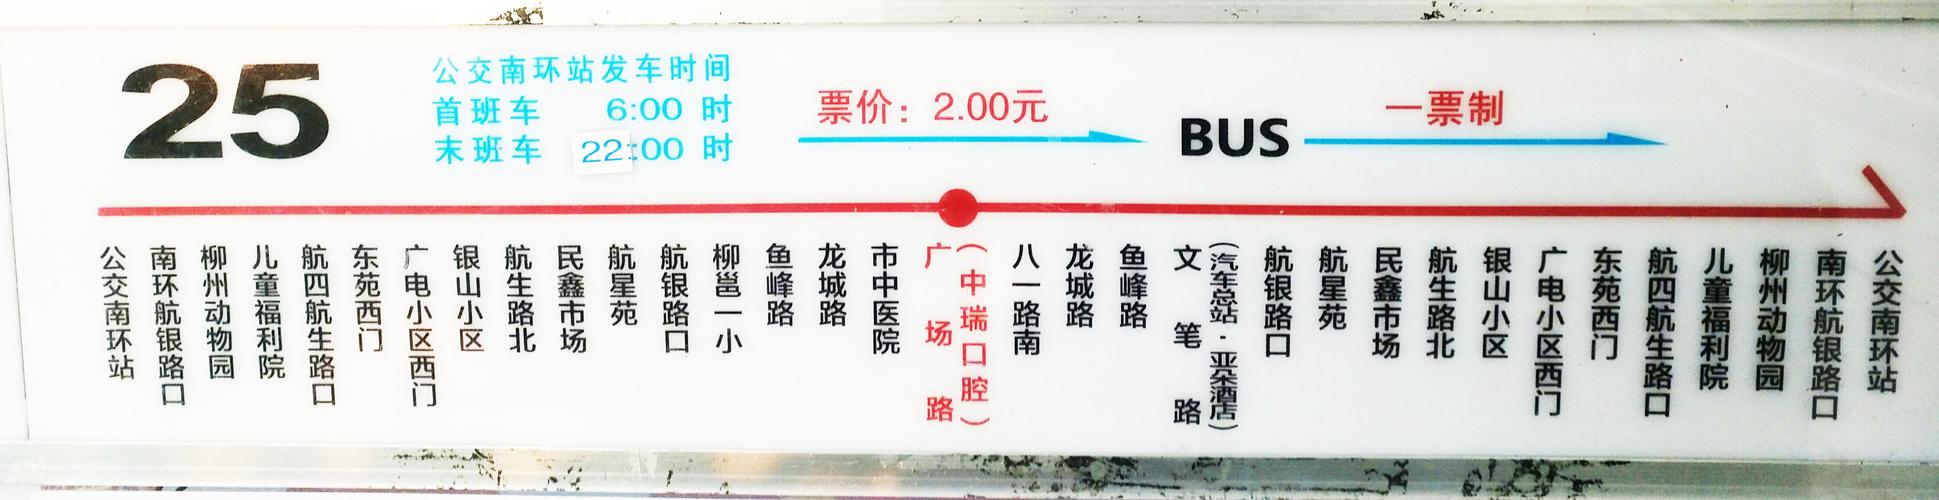 25
公交南环站发车时间
首班车 6:00 时
末班车 22:00 时
票价：2.00元
BUS
一票制
公交南环站
南环航银路口
柳州动物园
儿童福利院
航四航生路口
东苑西门
广电小区西门
银山小区
航生路北
民鑫市场
航星苑
航银路口
柳邕一小
鱼峰路
龙城路
市中医院
广场路
（中瑞口腔）
八一路南
龙城路
鱼峰路
文笔路
（汽车总站·亚朵酒店）
航银路口
航星苑
民鑫市场
航生路北
银山小区
广电小区西门
东苑西门
航四航生路口
儿童福利院
柳州动物园
南环航银路口
公交南环站